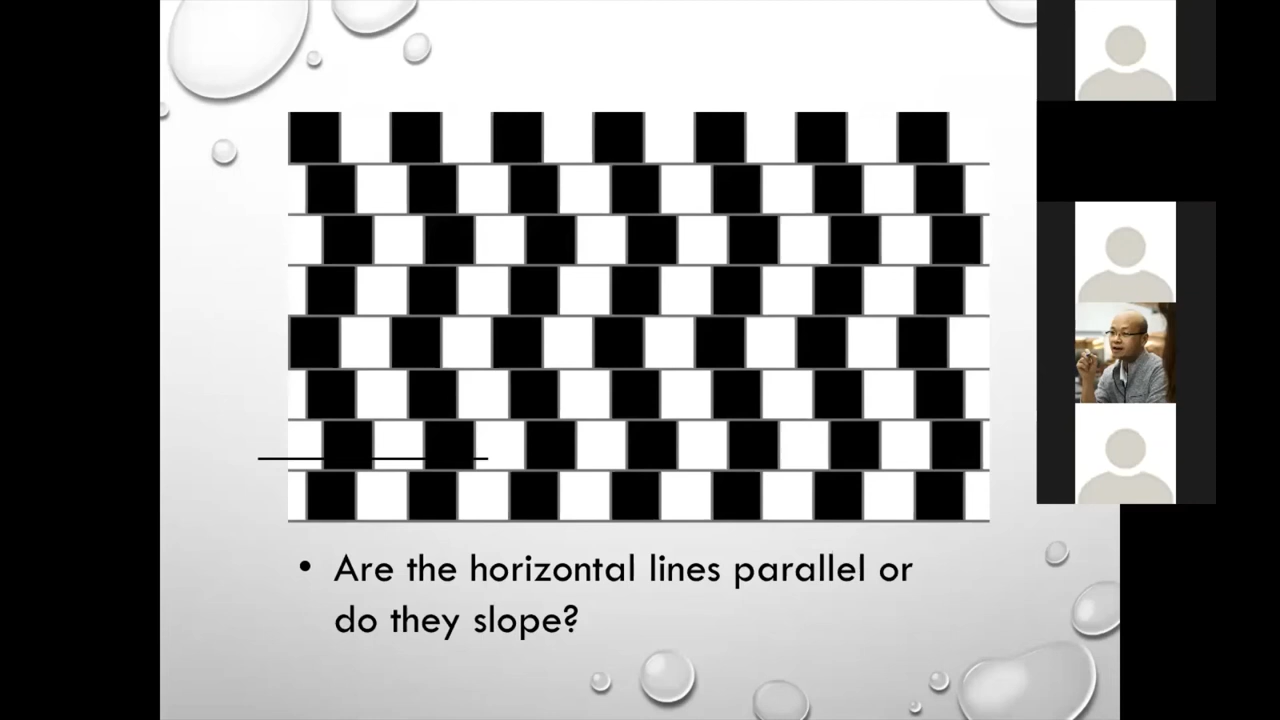 • Are the horizontal lines parallel or
do they slope?